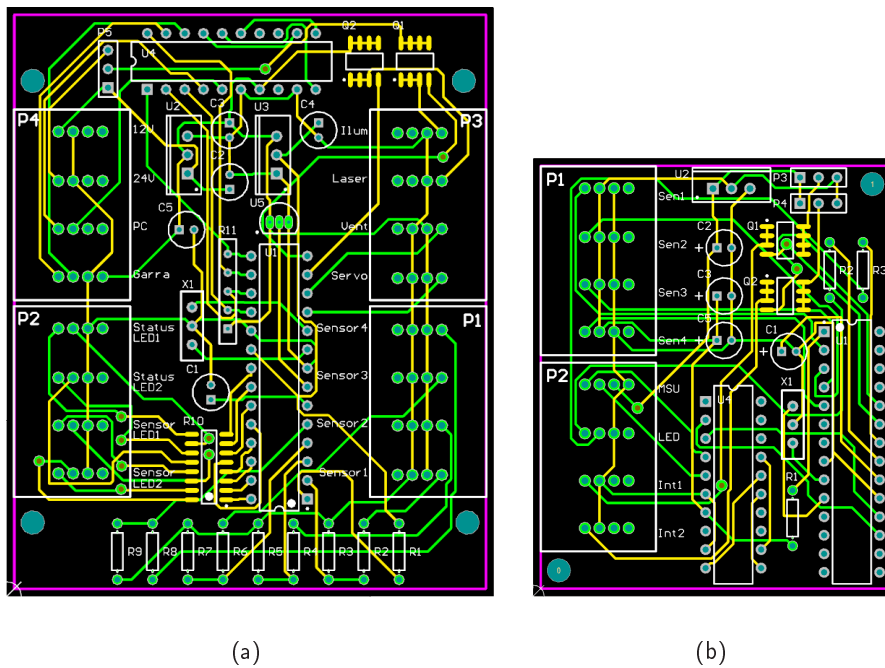 P5
U4
Q2
Q1
P4
U2
C3
U3
C4
P3
12V
Ilum
24V
C2
Laser
C5
U5
R11
PC
Vent
U1
Garra
Servo
X1
P2
Status
LED1
Sensor4
P1
C1
Status
LED2
Sensor3
R10
Sensor
LED1
Sensor2
Sensor
LED2
Sensor1
R9
R8
R7
R6
R5
R4
R3
R2
R1
(a)
P1
U2
P3
1
Sen1
P4
C2
Q1
Sen2
+
C3
Q2
R2
R3
Sen3
+
C5
C1
U1
Sen4
+
+
P2
X1
MSU
U4
LED
Int1
R1
Int2
0
(b)